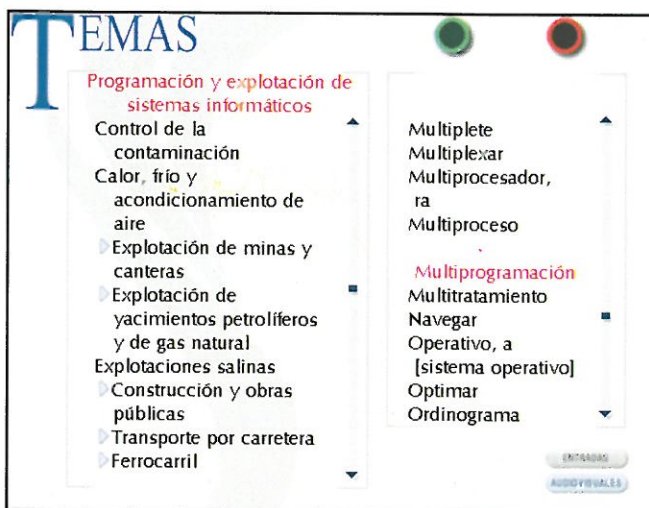 TEMAS
Programación y explotación de
sistemas informáticos
Control de la
contaminación
Calor, frío y
acondicionamiento de
aire
Explotación de minas y
canteras
Explotación de
yacimientos petrolíferos
y de gas natural
Explotaciones salinas
Construcción y obras
públicas
Transporte por carretera
Ferrocarril
Multiplete
Multiplexar
Multiprocesador,
ra
Multiproceso
Multiprogramación
Multitratamiento
Navegar
Operativo, a
[sistema operativo]
Optimar
Ordinograma
ENTRADAS
AUDIOVISUALES